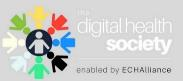 the
digital health
society
enabled by ECHAlliance